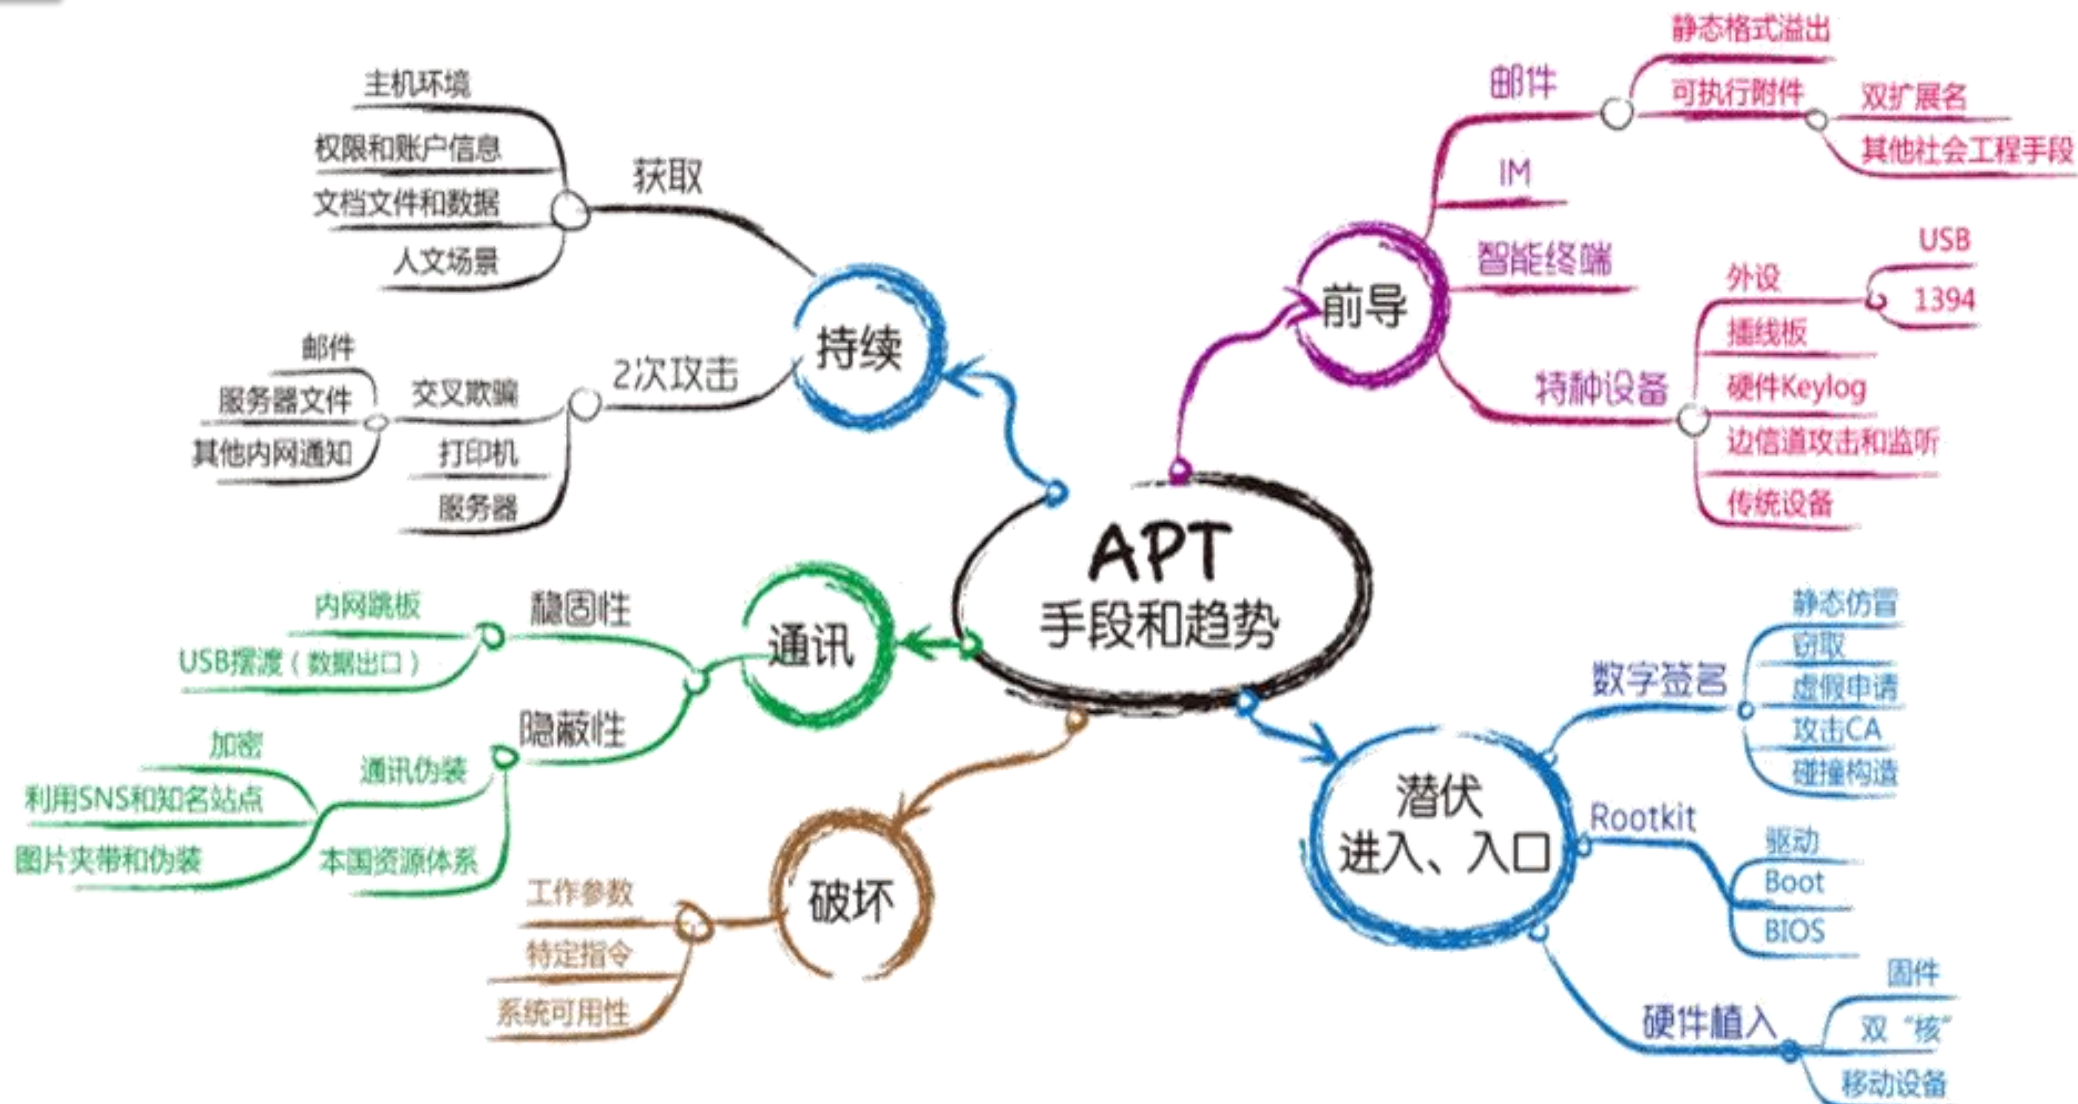 APT
手段和趋势
前导
邮件
静态格式溢出
可执行附件
双扩展名
其他社会工程手段
IM
智能终端
特种设备
外设
USB
1394
插线板
硬件Keylog
边信道攻击和监听
传统设备
潜伏
进入、入口
数字签名
静态仿冒
窃取
虚假申请
攻击CA
碰撞构造
Rootkit
驱动
Boot
BIOS
硬件植入
固件
双“核”
移动设备
破坏
工作参数
特定指令
系统可用性
通讯
稳固性
内网跳板
USB摆渡（数据出口）
隐蔽性
通讯伪装
加密
利用SNS和知名站点
图片夹带和伪装
本国资源体系
持续
获取
主机环境
权限和账户信息
文档文件和数据
人文场景
2次攻击
交叉欺骗
邮件
服务器文件
其他内网通知
打印机
服务器